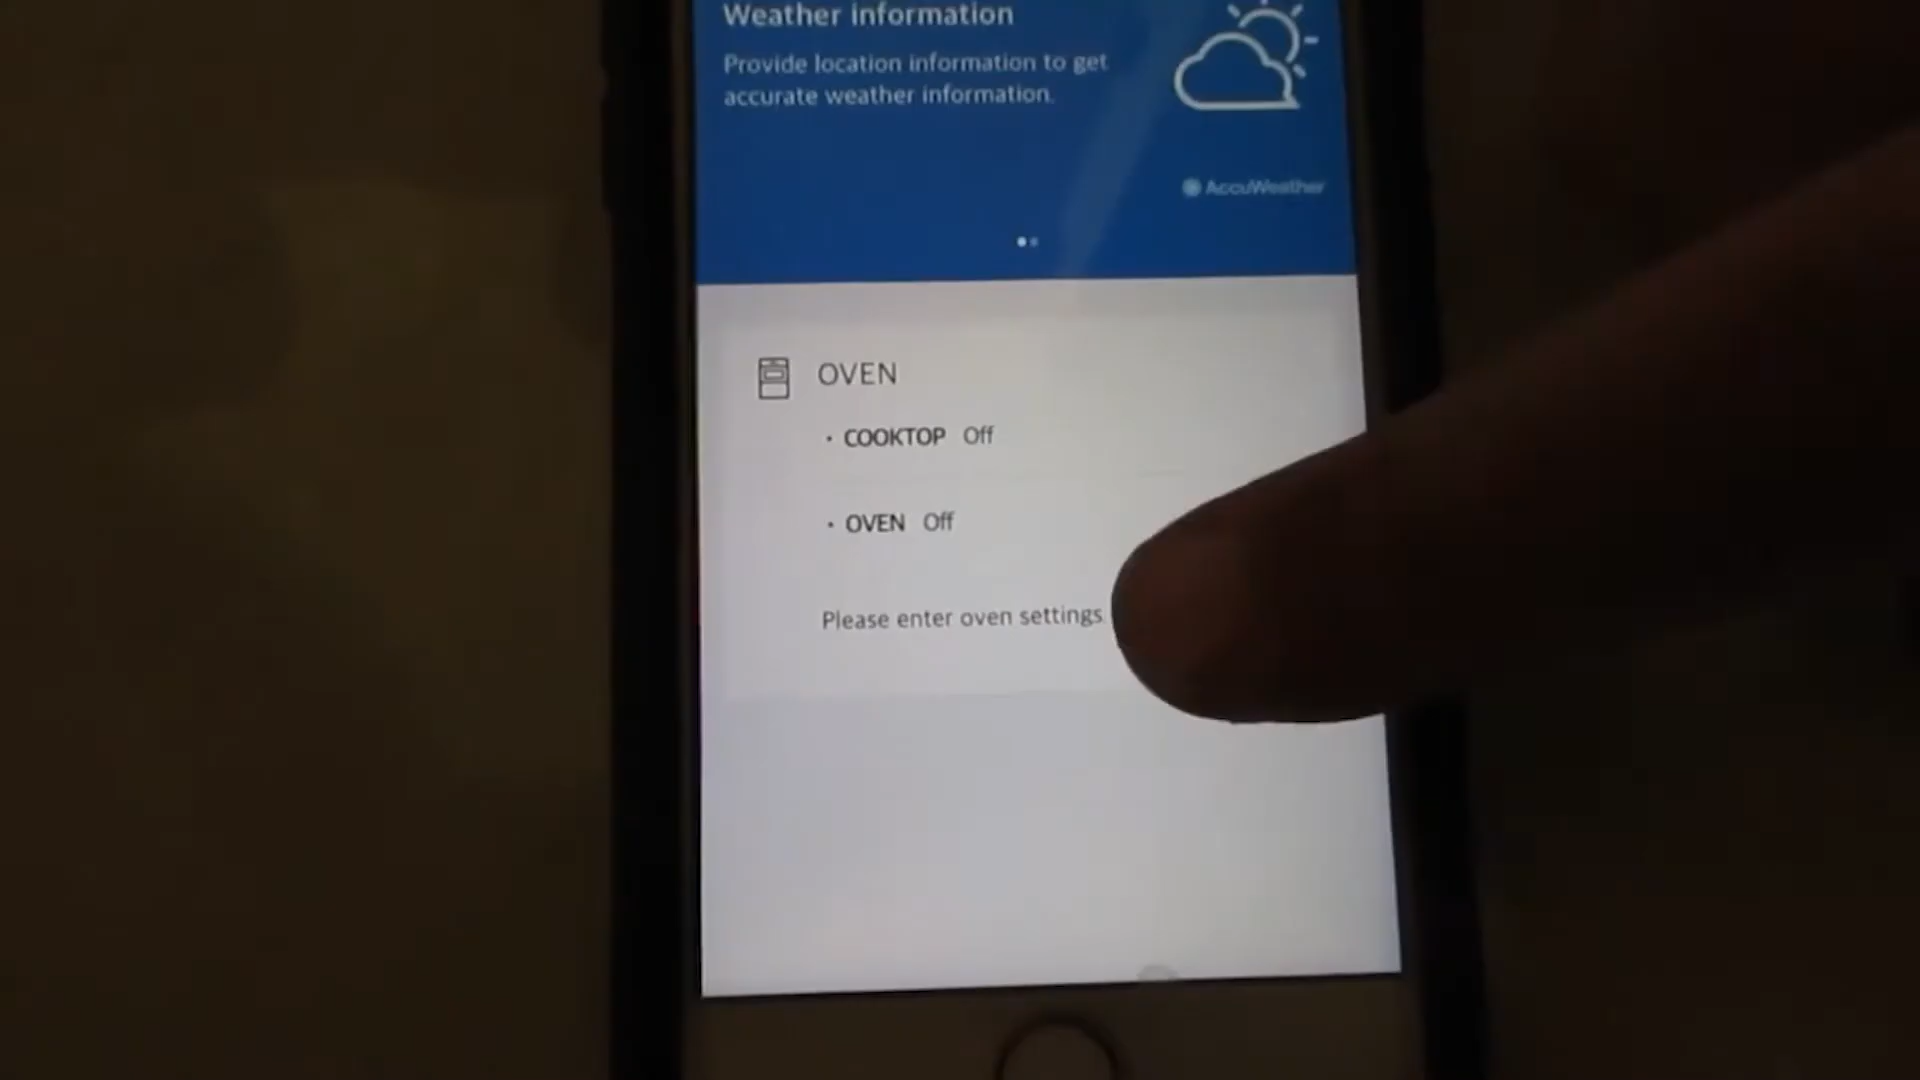 Weather information
Provide location information to get
accurate weather information.
AccuWeather
OVEN
· COOKTOP Off
· OVEN Off
Please enter oven settings